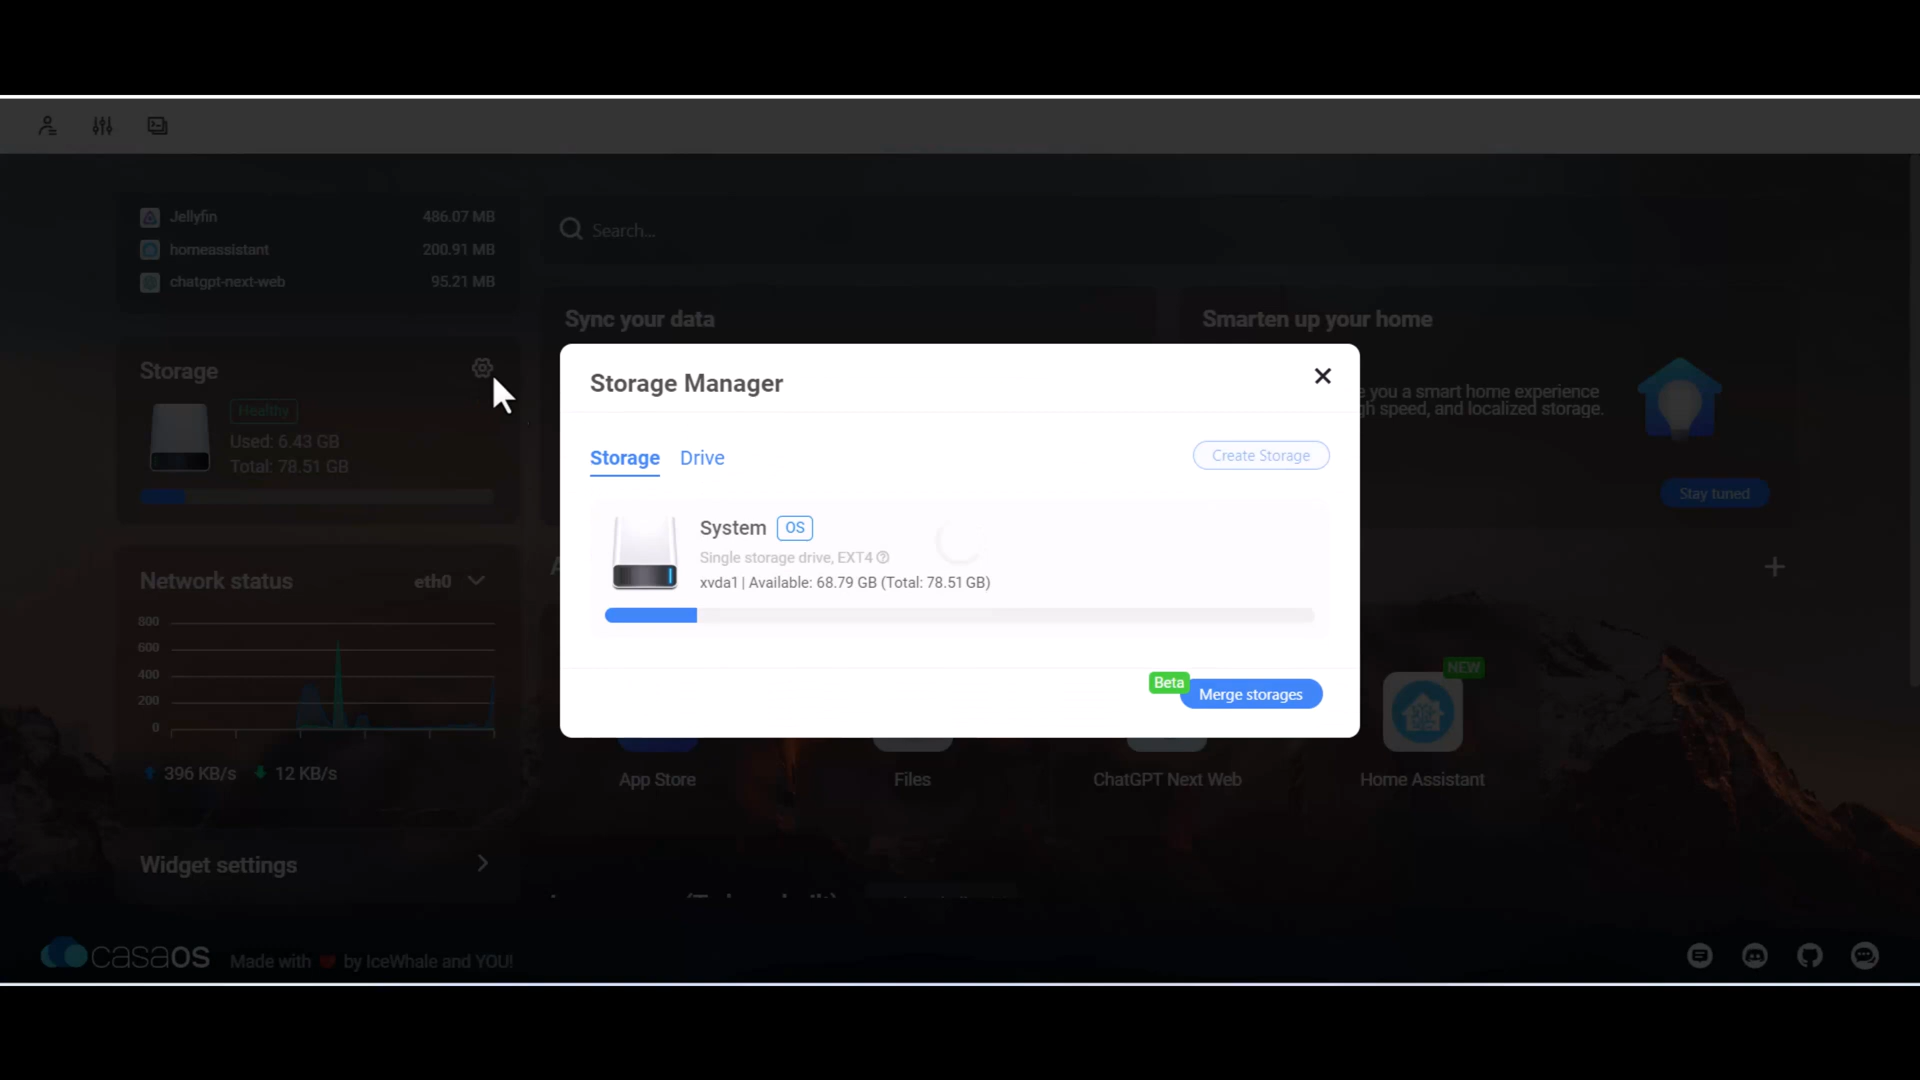 Jellyfin 486.07 MB
homeassistant 200.91 MB
chatgpt-next-web 95.21 MB
Storage
Healthy
Used: 6.43 GB
Total: 78.51 GB
Network status eth0
800
600
400
200
0
396 KB/s 12 KB/s
Widget settings
Search...
Sync your data
Smarten up your home
e you a smart home experience
gh speed, and localized storage.
Stay tuned
Storage Manager
Storage Drive Create Storage
System OS
Single storage drive, EXT4
xvda1 | Available: 68.79 GB (Total: 78.51 GB)
Beta
Merge storages
NEW
App Store Files ChatGPT Next Web Home Assistant
casaOS Made with by IceWhale and YOU!